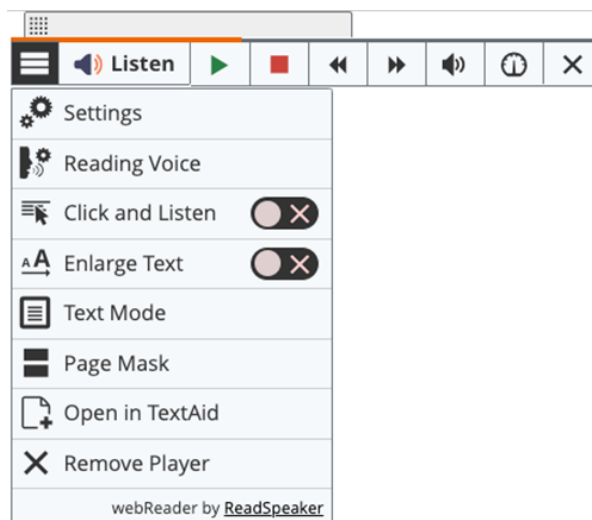 Listen
Settings
Reading Voice
Click and Listen
Enlarge Text
Text Mode
Page Mask
Open in TextAid
Remove Player
webReader by ReadSpeaker